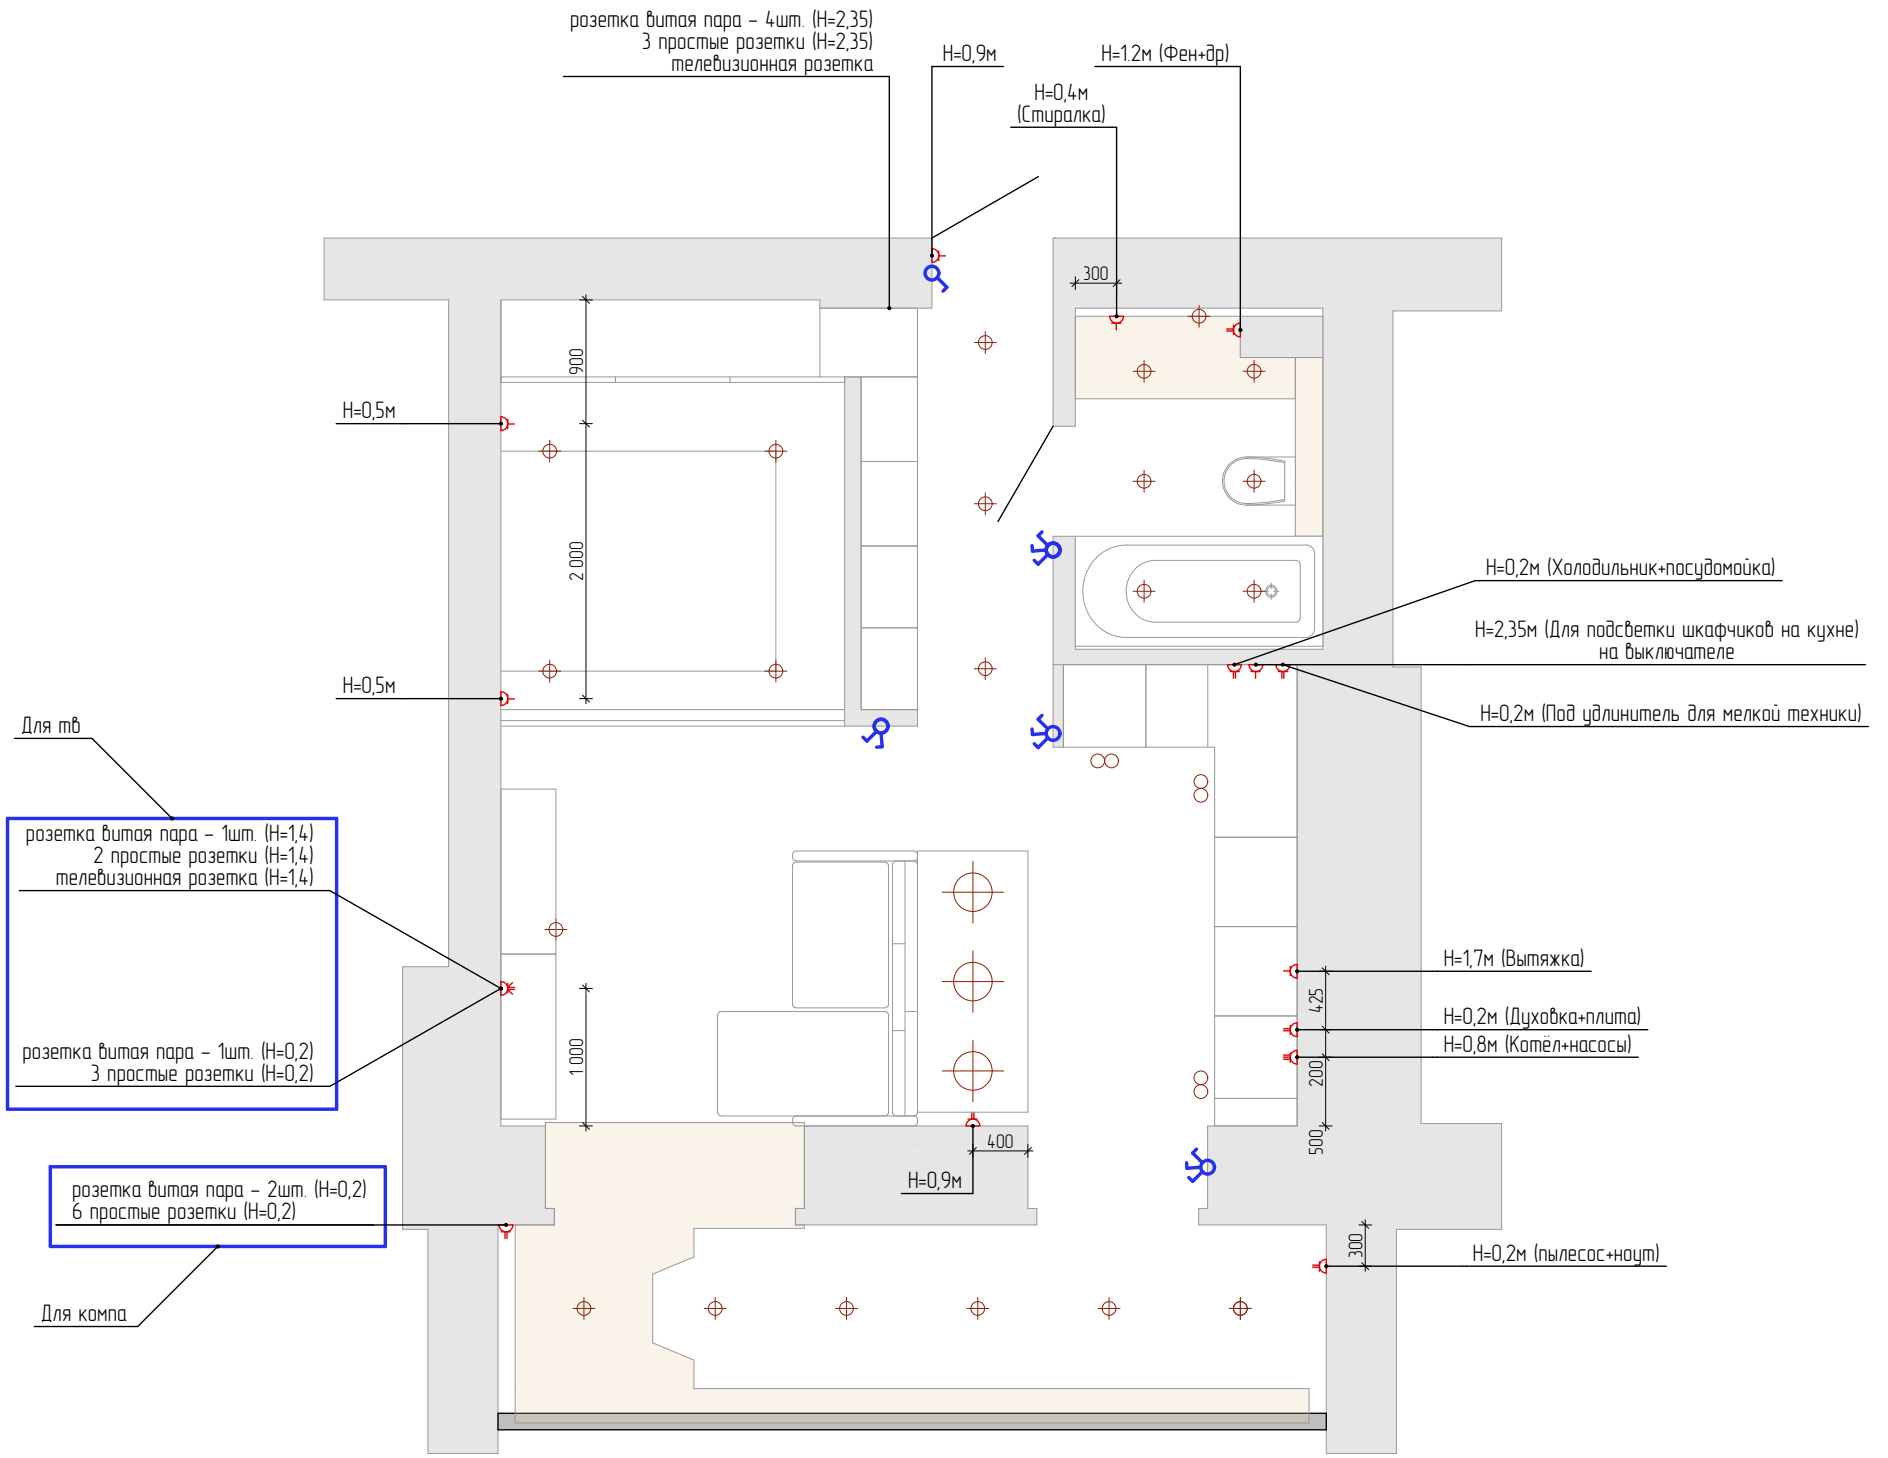 розетка витая пара – 4шт. (H=2,35)
3 простые розетки (H=2,35)
телевизионная розетка
H=0,9м
H=1.2м (Фен+др)
H=0,4м
(Стиралка)
300
900
H=0,5м
2 000
H=0,5м
H=0,2м (Холодильник+посудомойка)
H=2,35м (Для подсветки шкафчиков на кухне)
на выключателе
H=0,2м (Под удлинитель для мелкой техники)
Для тв
розетка витая пара – 1шт. (H=1,4)
2 простые розетки (H=1,4)
телевизионная розетка (H=1,4)
розетка витая пара – 1шт. (H=0,2)
3 простые розетки (H=0,2)
1 000
H=1,7м (Вытяжка)
425
H=0,2м (Духовка+плита)
H=0,8м (Котёл+насосы)
200
500
400
H=0,9м
розетка витая пара – 2шт. (H=0,2)
6 простые розетки (H=0,2)
Для компа
300
H=0,2м (пылесос+ноут)